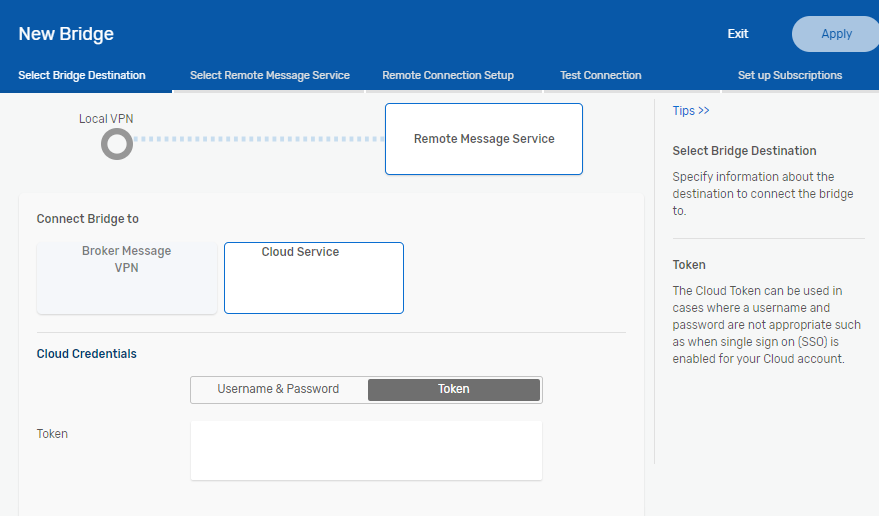 New Bridge
Exit
Apply
Select Bridge Destination
Select Remote Message Service
Remote Connection Setup
Test Connection
Set up Subscriptions
Local VPN
Remote Message Service
Connect Bridge to
Broker Message
VPN
Cloud Service
Cloud Credentials
Username & Password
Token
Token
Tips >>
Select Bridge Destination
Specify information about the
destination to connect the bridge
to.
Token
The Cloud Token can be used in
cases where a username and
password are not appropriate such
as when single sign on (SSO) is
enabled for your Cloud account.